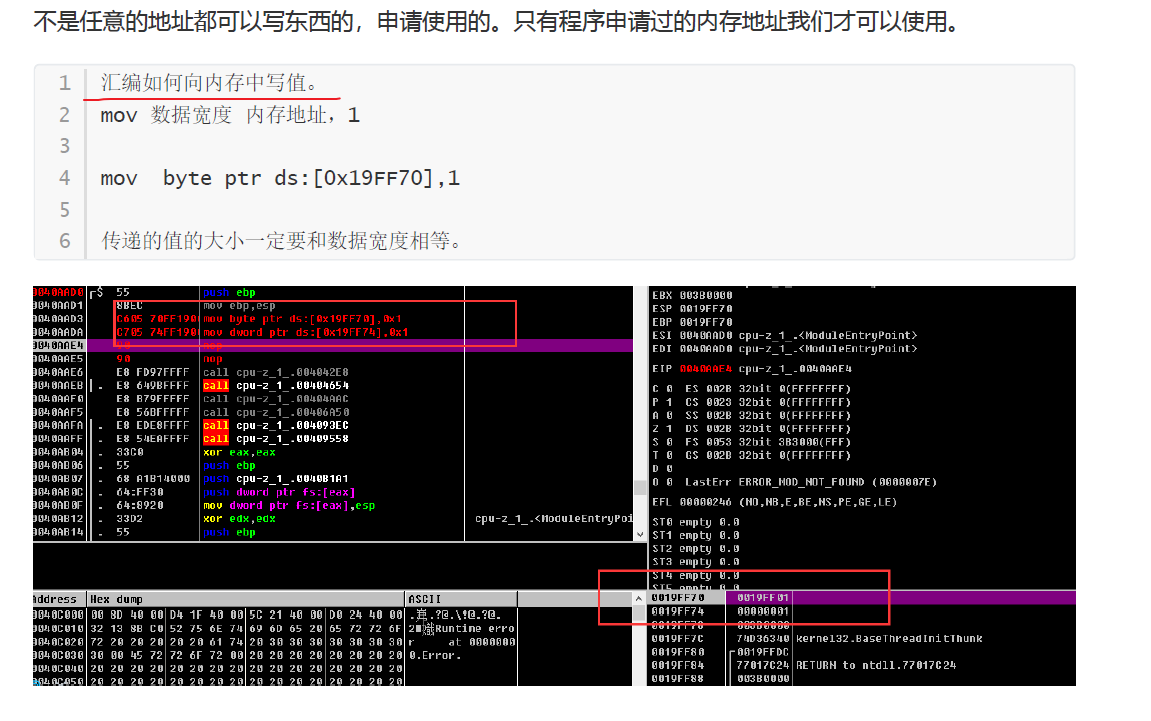 不是任意的地址都可以写东西的，申请使用的。只有程序申请过的内存地址我们才可以使用。
1 汇编如何向内存中写值。
2 mov 数据宽度 内存地址，1
3
4 mov  byte ptr ds:[0x19FF70],1
5
6 传递的值的大小一定要和数据宽度相等。
0040AAD0 55 push ebp
0040AAD1 8BEC mov ebp,esp
0040AAD3 C605 70FF190 mov byte ptr ds:[0x19FF70],0x1
0040AADA C705 74FF190 mov dword ptr ds:[0x19FF74],0x1
0040AAE4 nop
0040AAE5 90 nop
0040AAE6 E8 FD97FFFF call cpu-z_1_.004042E8
0040AAEB . E8 649BFFFF call cpu-z_1_.00404654
0040AAF0 E8 B79FFFFF call cpu-z_1_.00404AAC
0040AAF5 E8 56BFFFFF call cpu-z_1_.00406A50
0040AAFA . E8 EDE8FFFF call cpu-z_1_.004093EC
0040AAFF . E8 54EAFFFF call cpu-z_1_.00409558
0040AB04 . 33C0 xor eax,eax
0040AB06 . 55 push ebp
0040AB07 . 68 A1B14000 push cpu-z_1_.0040B1A1
0040AB0C . 64:FF30 push dword ptr fs:[eax]
0040AB0F . 64:8920 mov dword ptr fs:[eax],esp
0040AB12 . 33D2 xor edx,edx cpu-z_1_.<ModuleEntryPoi
0040AB14 . 55 push ebp
EBX 003B0000
ESP 0019FF70
EBP 0019FF70
ESI 0040AAD0 cpu-z_1_.<ModuleEntryPoint>
EDI 0040AAD0 cpu-z_1_.<ModuleEntryPoint>
EIP 0040AAE4 cpu-z_1_.0040AAE4
C 0 ES 002B 32bit 0(FFFFFFFF)
P 1 CS 0023 32bit 0(FFFFFFFF)
A 0 SS 002B 32bit 0(FFFFFFFF)
Z 1 DS 002B 32bit 0(FFFFFFFF)
S 0 FS 0053 32bit 3B3000(FFF)
T 0 GS 002B 32bit 0(FFFFFFFF)
D 0
O 0 LastErr ERROR_MOD_NOT_FOUND (0000007E)
EFL 00000246 (NO,NB,E,BE,NS,PE,GE,LE)
ST0 empty 0.0
ST1 empty 0.0
ST2 empty 0.0
ST3 empty 0.0
ST4 empty 0.0
ST5 empty 0.0
Address Hex dump ASCII
0040C000 00 8D 40 00 D4 1F 40 00 5C 21 40 00 D0 24 40 00
0040C010 32 13 8B C0 52 75 6E 74 69 6D 65 20 65 72 72 6F Runtime erro
0040C020 72 20 20 20 20 20 61 74 20 30 30 30 30 30 30 30 r at 0000000
0040C030 30 00 45 72 72 6F 72 00 20 20 20 20 20 20 20 20 0.Error.
0040C040 20 20 20 20 20 20 20 20 20 20 20 20 20 20 20 20
0040C050 20 20 20 20 20 20 20 20 20 20 20 20 20 20 20 20
0019FF70 0019FF01
0019FF74 00000001
0019FF78 003B0000
0019FF7C 74D36340 kernel32.BaseThreadInitThunk
0019FF80 0019FFDC
0019FF84 77017C24 RETURN to ntdll.77017C24
0019FF88 003B0000